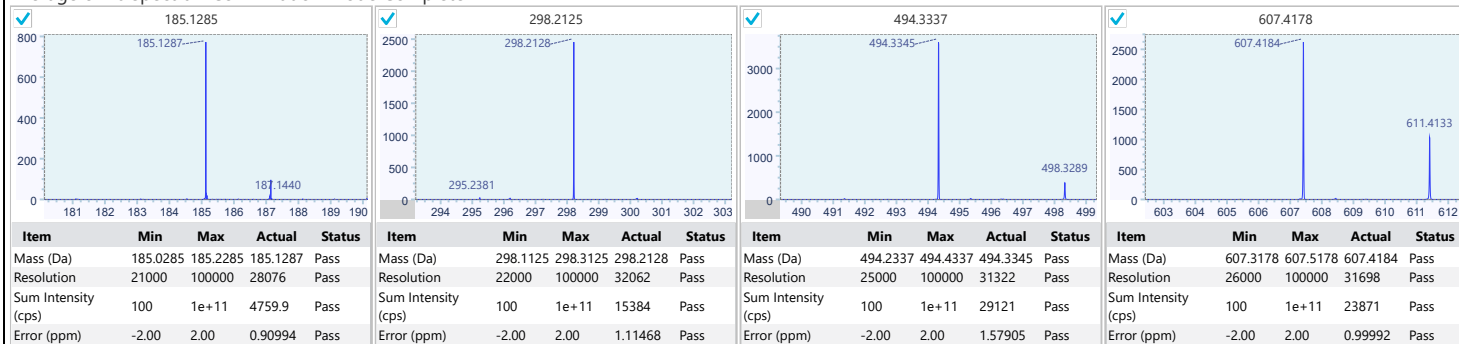 185.1285
298.2125
494.3337
607.4178
800
600
400
200
0
185.1287
187.1440
181 182 183 184 185 186 187 188 189 190
2500
2000
1500
1000
500
0
298.2128
295.2381
294 295 296 297 298 299 300 301 302 303
3000
2000
1000
0
494.3345
498.3289
490 491 492 493 494 495 496 497 498 499
2500
2000
1500
1000
500
0
607.4184
611.4133
603 604 605 606 607 608 609 610 611 612
Item Min Max Actual Status
Mass (Da) 185.0285 185.2285 185.1287 Pass
Resolution 21000 100000 28076 Pass
Sum Intensity (cps) 100 1e+11 4759.9 Pass
Error (ppm) -2.00 2.00 0.90994 Pass
Item Min Max Actual Status
Mass (Da) 298.1125 298.3125 298.2128 Pass
Resolution 22000 100000 32062 Pass
Sum Intensity (cps) 100 1e+11 15384 Pass
Error (ppm) -2.00 2.00 1.11468 Pass
Item Min Max Actual Status
Mass (Da) 494.2337 494.4337 494.3345 Pass
Resolution 25000 100000 31322 Pass
Sum Intensity (cps) 100 1e+11 29121 Pass
Error (ppm) -2.00 2.00 1.57905 Pass
Item Min Max Actual Status
Mass (Da) 607.3178 607.5178 607.4184 Pass
Resolution 26000 100000 31698 Pass
Sum Intensity (cps) 100 1e+11 23871 Pass
Error (ppm) -2.00 2.00 0.99992 Pass